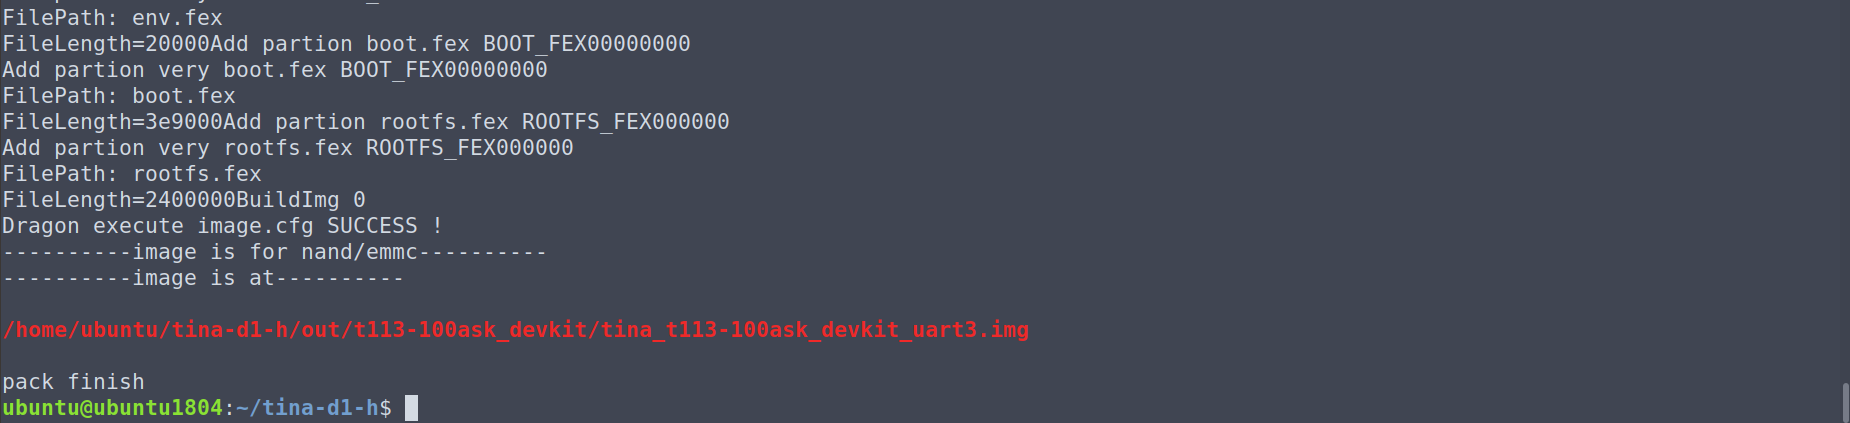 FilePath: env.fex
FileLength=20000Add partion boot.fex BOOT_FEX00000000
Add partion very boot.fex BOOT_FEX00000000
FilePath: boot.fex
FileLength=3e9000Add partion rootfs.fex ROOTFS_FEX000000
Add partion very rootfs.fex ROOTFS_FEX000000
FilePath: rootfs.fex
FileLength=2400000BuildImg 0
Dragon execute image.cfg SUCCESS !
----------image is for nand/emmc----------
----------image is at----------
/home/ubuntu/tina-d1-h/out/t113-100ask_devkit/tina_t113-100ask_devkit_uart3.img
pack finish
ubuntu@ubuntu1804:~/tina-d1-h$